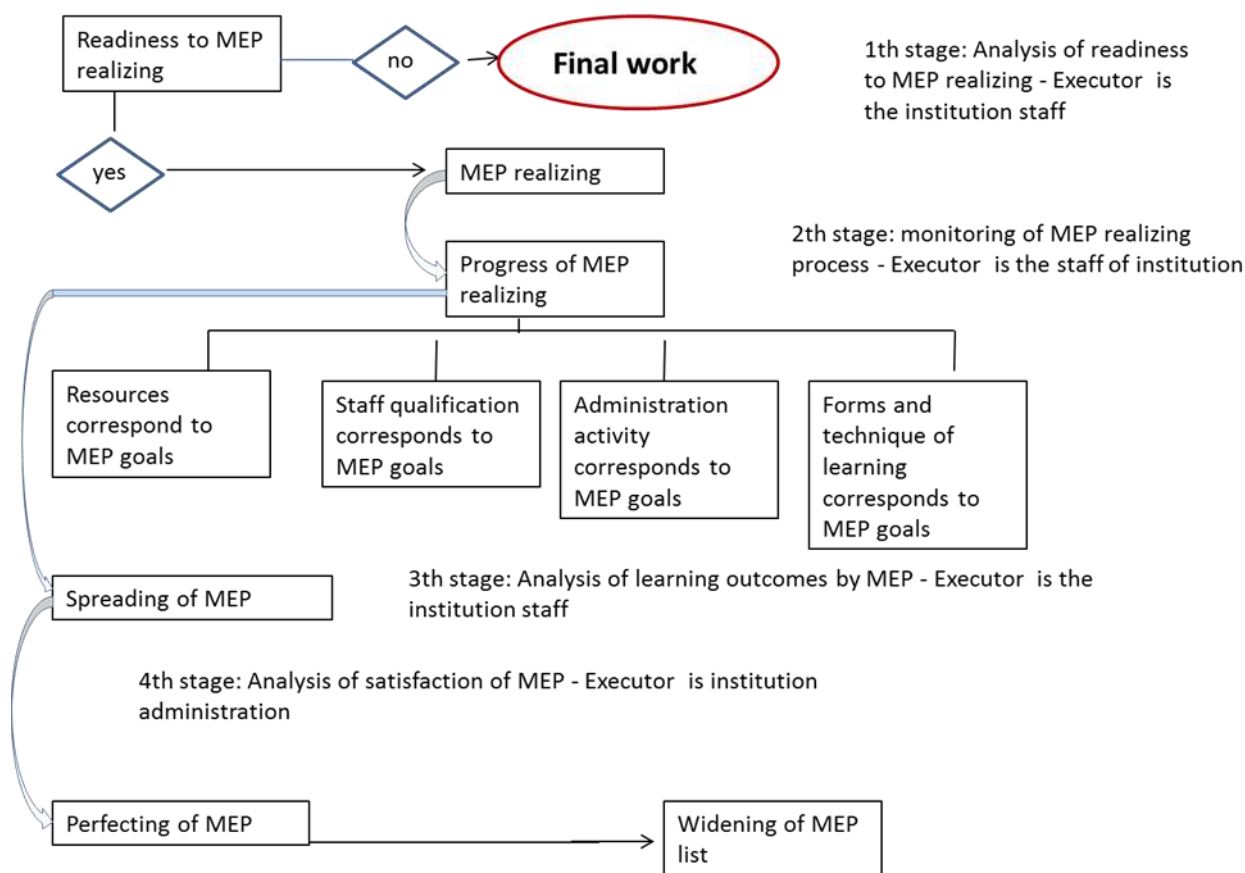 Readiness to MEP
realizing
no
Final work
1th stage: Analysis of readiness
to MEP realizing - Executor is
the institution staff
yes
MEP realizing
2th stage: monitoring of MEP realizing
process - Executor is the staff of institution
Progress of MEP
realizing
Resources
correspond to
MEP goals
Staff qualification
corresponds to
MEP goals
Administration
activity
corresponds to
MEP goals
Forms and
technique of
learning
corresponds to
MEP goals
3th stage: Analysis of learning outcomes by MEP - Executor is the
institution staff
Spreading of MEP
4th stage: Analysis of satisfaction of MEP - Executor is institution
administration
Perfecting of MEP
Widening of MEP
list